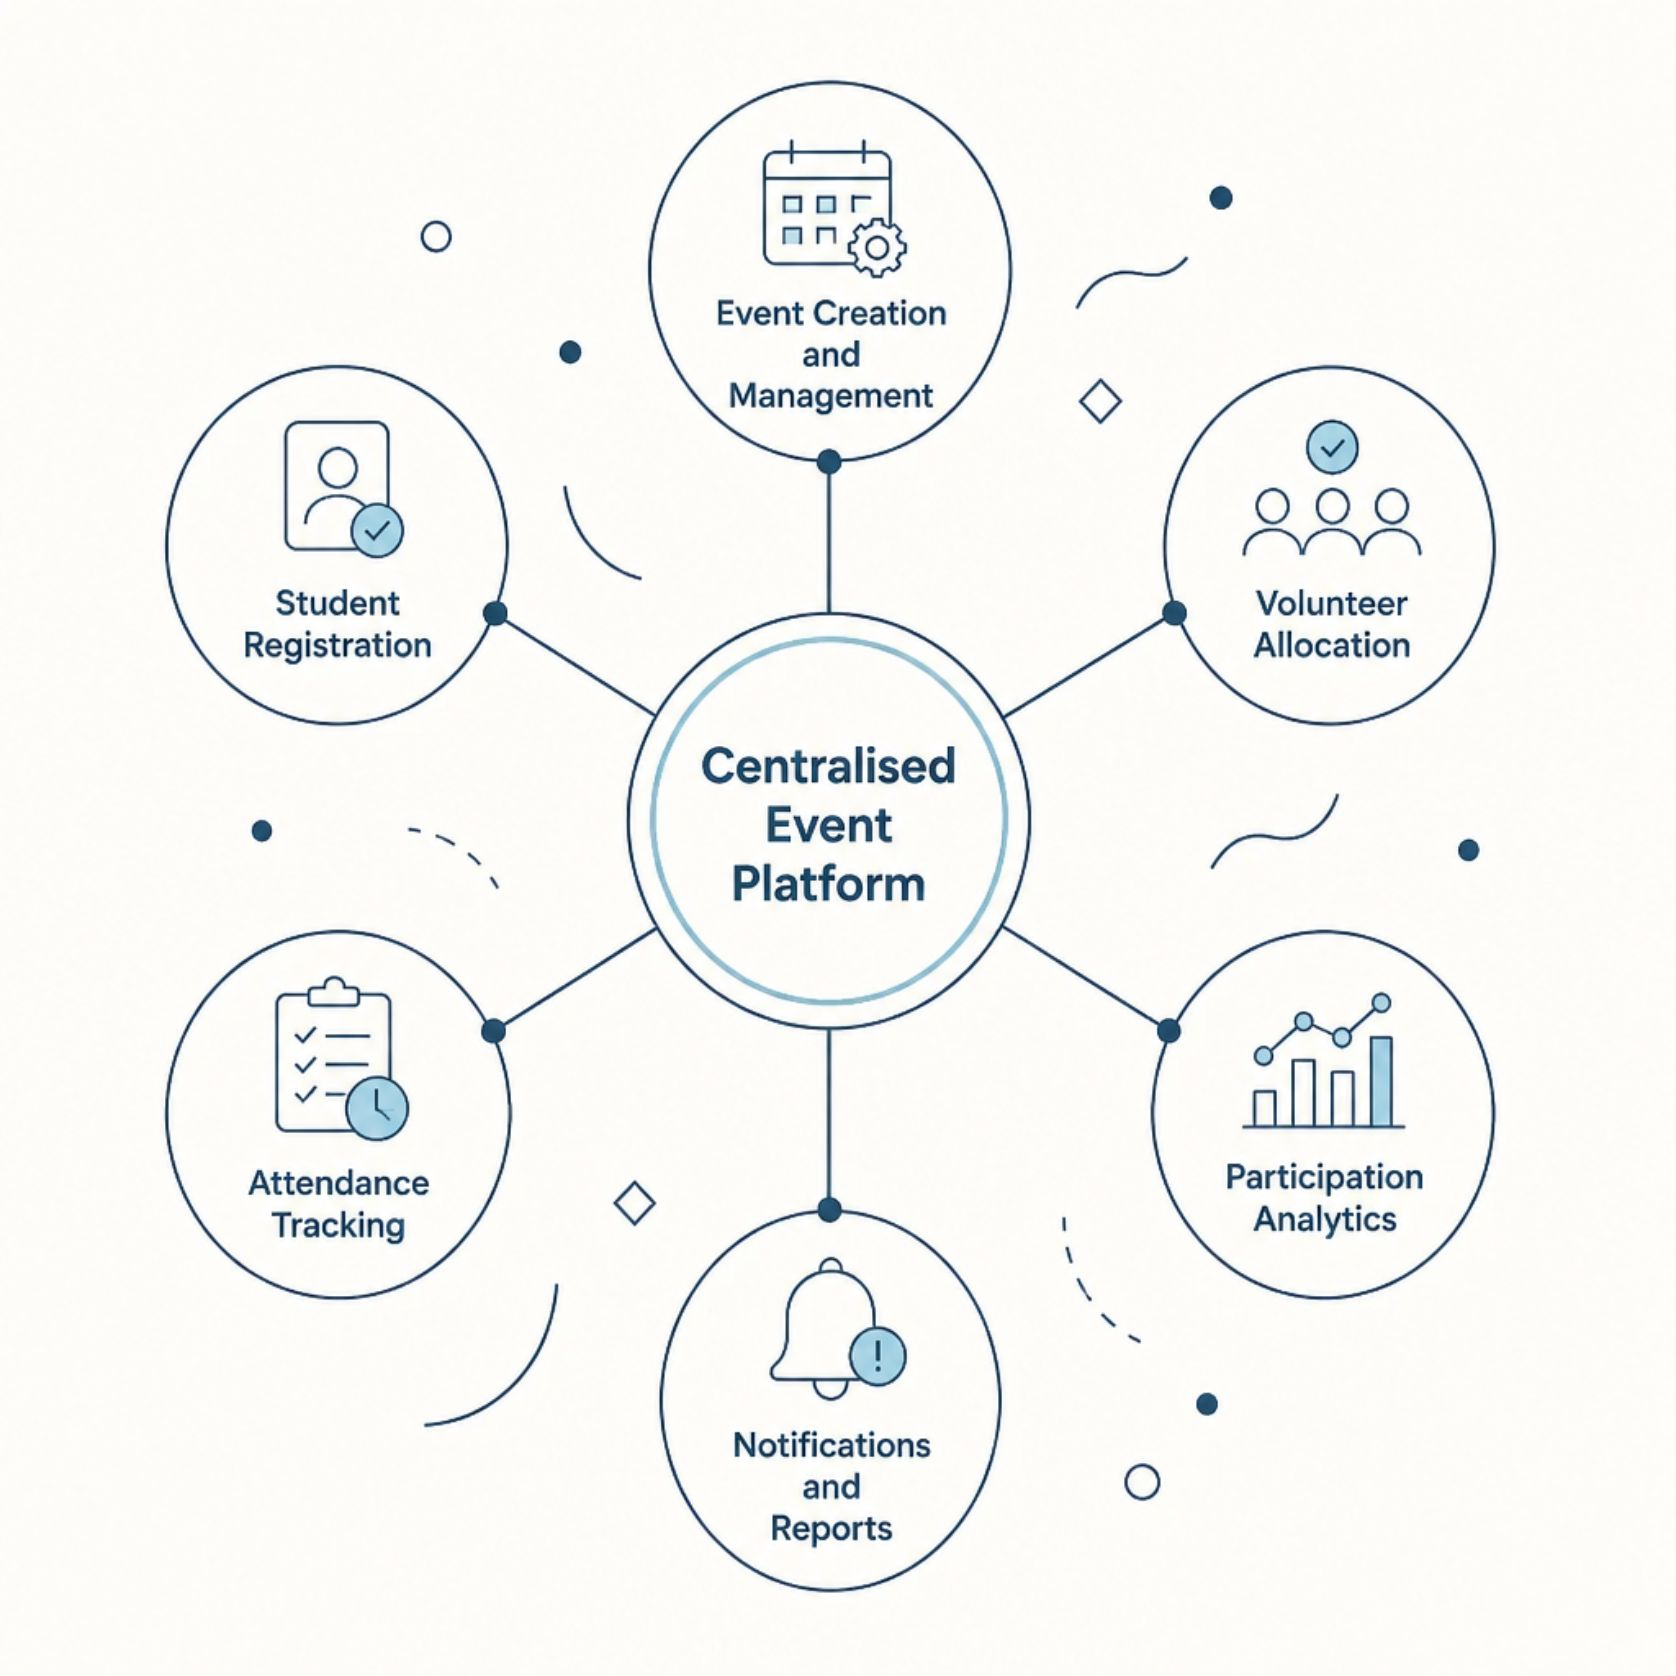 Event Creation
and
Management
Student
Registration
Volunteer
Allocation
Centralised
Event
Platform
Attendance
Tracking
Participation
Analytics
Notifications
and
Reports